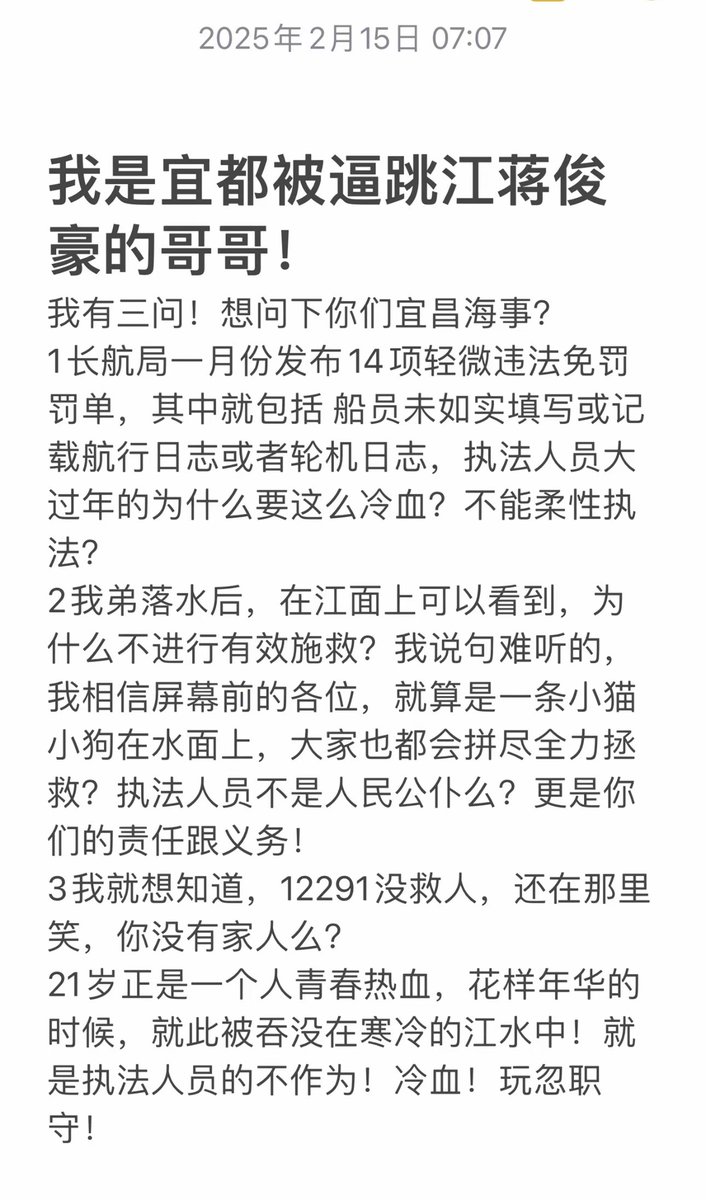 2025年2月15日 07:07
我是宜都被逼跳江蒋俊
豪的哥哥！
我有三问！想问下你们宜昌海事？
1长航局一月份发布14项轻微违法免罚
罚单，其中就包括 船员未如实填写或记
载航行日志或者轮机日志，执法人员大
过年的为什么要这么冷血？不能柔性执
法？
2我弟落水后，在江面上可以看到，为
什么不进行有效施救？我说句难听的，
我相信屏幕前的各位，就算是一条小猫
小狗在水面上，大家也都会拼尽全力拯
救？执法人员不是人民公仆么？更是你
们的责任跟义务！
3我就想知道，12291没救人，还在那里
笑，你没有家人么？
21岁正是一个人青春热血，花样年华的
时候，就此被吞没在寒冷的江水中！就
是执法人员的不作为！冷血！玩忽职
守！